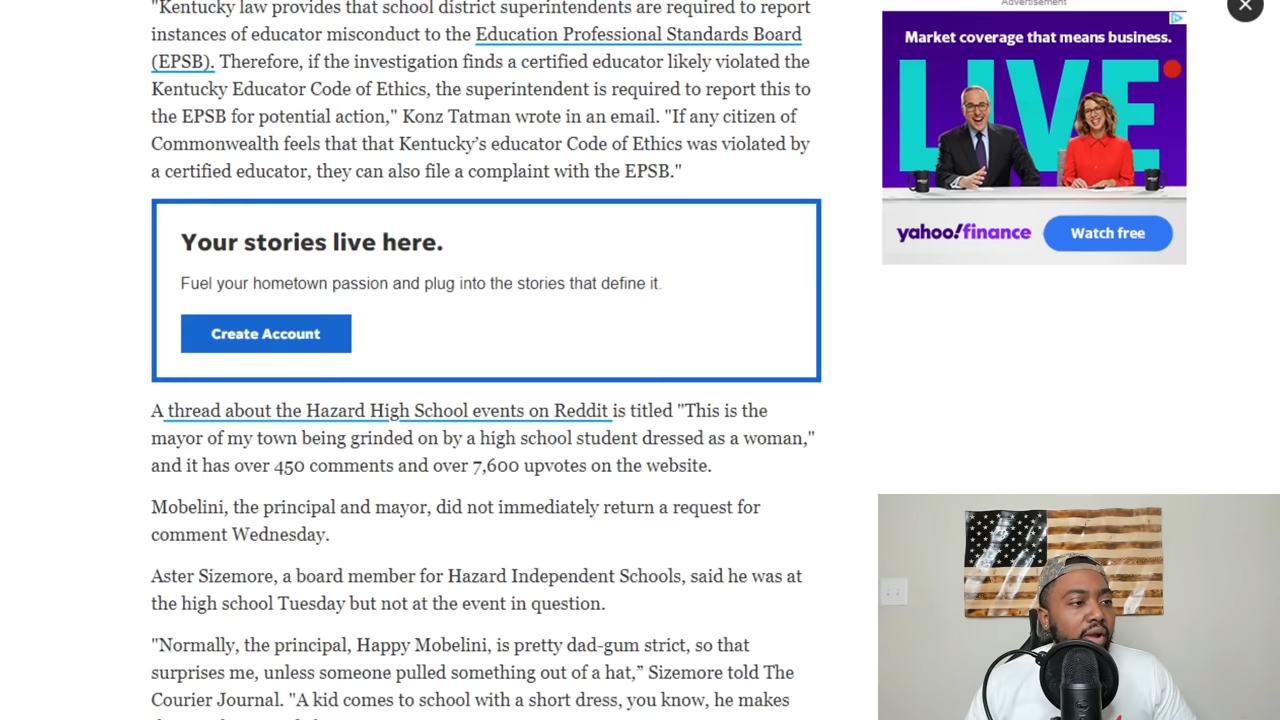 "Kentucky law provides that school district superintendents are required to report
instances of educator misconduct to the Education Professional Standards Board
(EPSB). Therefore, if the investigation finds a certified educator likely violated the
Kentucky Educator Code of Ethics, the superintendent is required to report this to
the EPSB for potential action," Konz Tatman wrote in an email. "If any citizen of
Commonwealth feels that that Kentucky’s educator Code of Ethics was violated by
a certified educator, they can also file a complaint with the EPSB."
Your stories live here.
Fuel your hometown passion and plug into the stories that define it.
Create Account
A thread about the Hazard High School events on Reddit is titled "This is the
mayor of my town being grinded on by a high school student dressed as a woman,"
and it has over 450 comments and over 7,600 upvotes on the website.
Mobelini, the principal and mayor, did not immediately return a request for
comment Wednesday.
Aster Sizemore, a board member for Hazard Independent Schools, said he was at
the high school Tuesday but not at the event in question.
"Normally, the principal, Happy Mobelini, is pretty dad-gum strict, so that
surprises me, unless someone pulled something out of a hat,” Sizemore told The
Courier Journal. "A kid comes to school with a short dress, you know, he makes
Advertisement
Market coverage that means business.
LIVE
yahoo!finance
Watch free